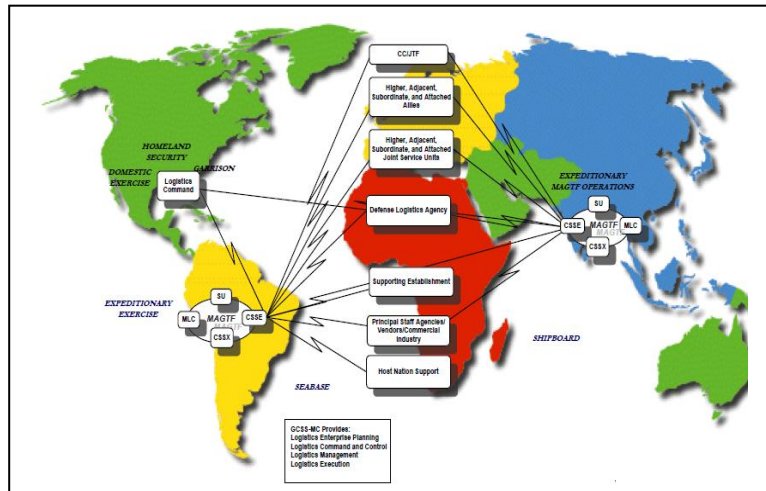 CC/JTF
Higher, Adjacent,
Subordinate, and Attached
Allies
HOMELAND
SECURITY
Higher, Adjacent,
Subordinate, and Attached
Joint Service Units
GARRISON
DOMESTIC
EXERCISE
Logistics
Command
EXPEDITIONARY
MAGTF OPERATIONS
Defense Logistics Agency
SU
CSSE
MAGTF
MAGTF
MLC
CSSX
Supporting Establishment
EXPEDITIONARY
EXERCISE
SU
MLC
MAGTF
MAGTF
CSSE
CSSX
Principal Staff Agencies/
Vendors/Commercial
Industry
SHIPBOARD
Host Nation Support
SEABASE
GCSS-MC Provides:
Logistics Enterprise Planning
Logistics Command and Control
Logistics Management
Logistics Execution